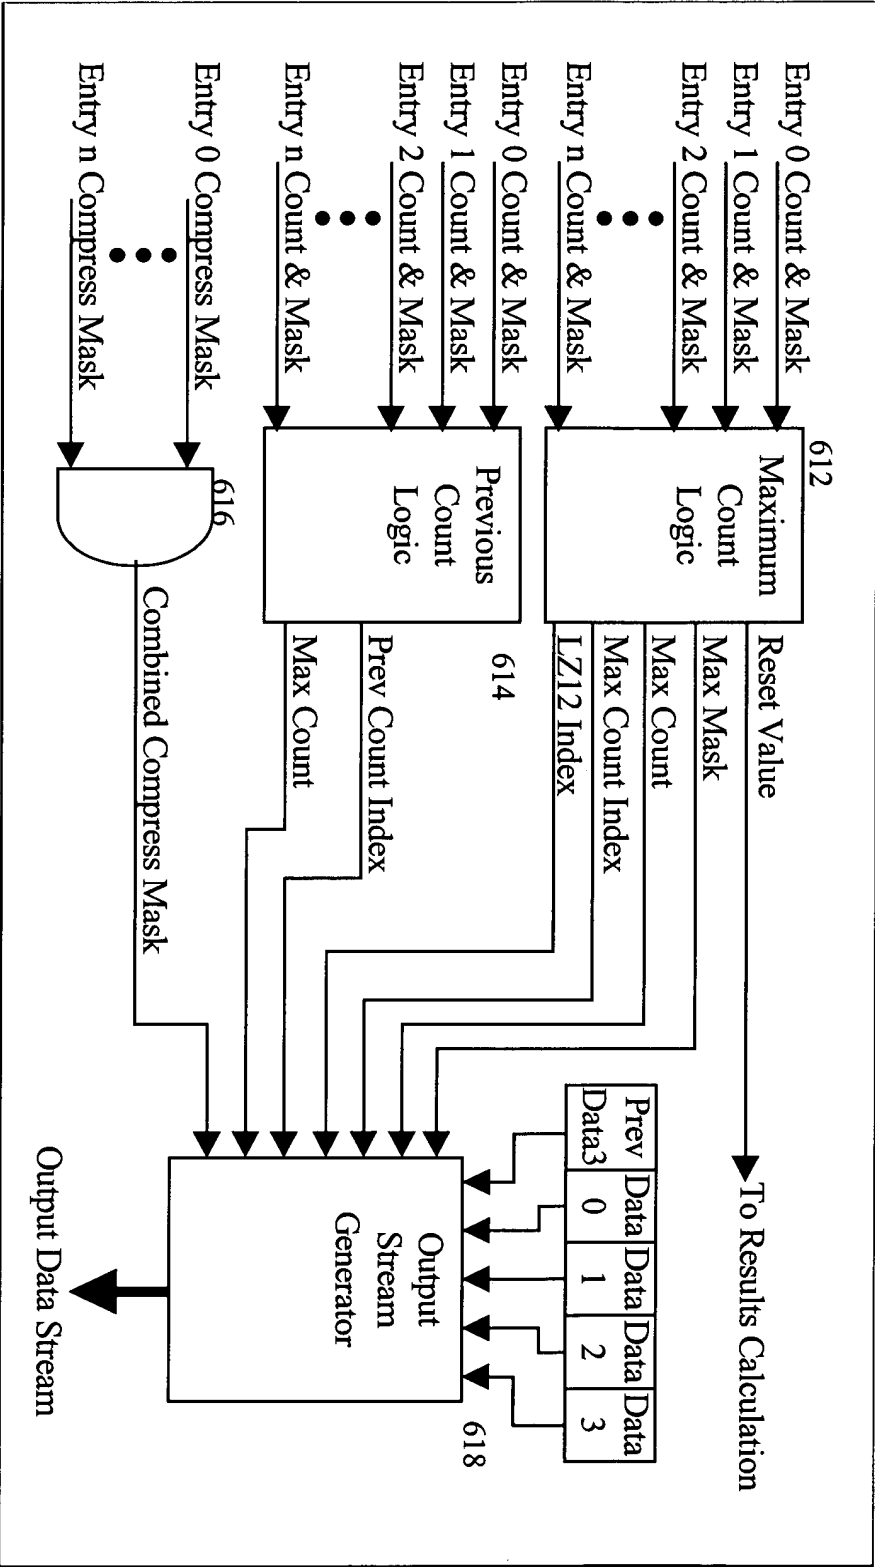 Entry 0 Count & Mask
Entry 1 Count & Mask
Entry 2 Count & Mask
Entry n Count & Mask
612
Maximum
Count
Logic
Reset Value
Max Mask
Max Count
Max Count Index
LZ12 Index
To Results Calculation
Entry 0 Count & Mask
Entry 1 Count & Mask
Entry 2 Count & Mask
Entry n Count & Mask
Previous
Count
Logic
614
Prev Count Index
Max Count
Entry 0 Compress Mask
Entry n Compress Mask
616
Combined Compress Mask
Prev
Data3
Data
0
Data
1
Data
2
Data
3
Output
Stream
Generator
618
Output Data Stream